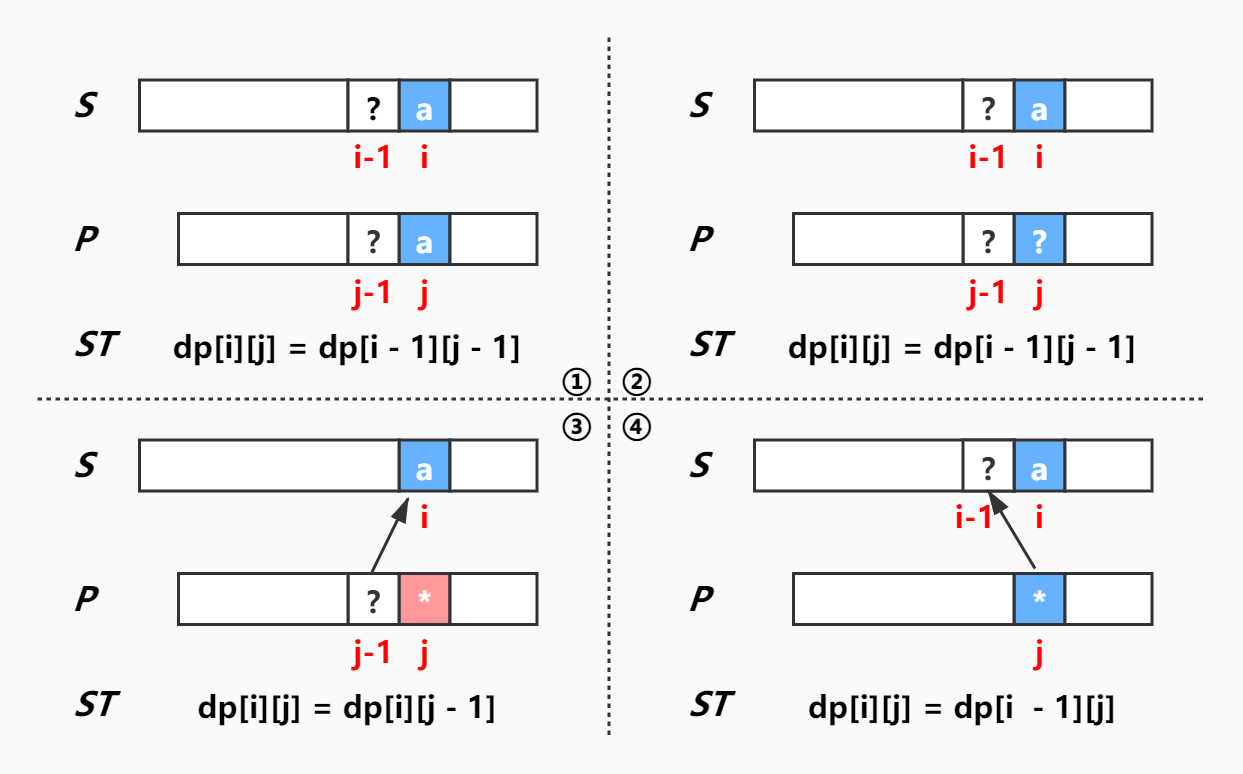 S ? a
i-1 i
P ? a
j-1 j
ST dp[i][j] = dp[i - 1][j - 1]
①
S ? a
i-1 i
P ? ?
j-1 j
ST dp[i][j] = dp[i - 1][j - 1]
②
③
S a
i
P ? *
j-1 j
ST dp[i][j] = dp[i][j - 1]
④
S ? a
i-1 i
P *
j
ST dp[i][j] = dp[i  - 1][j]